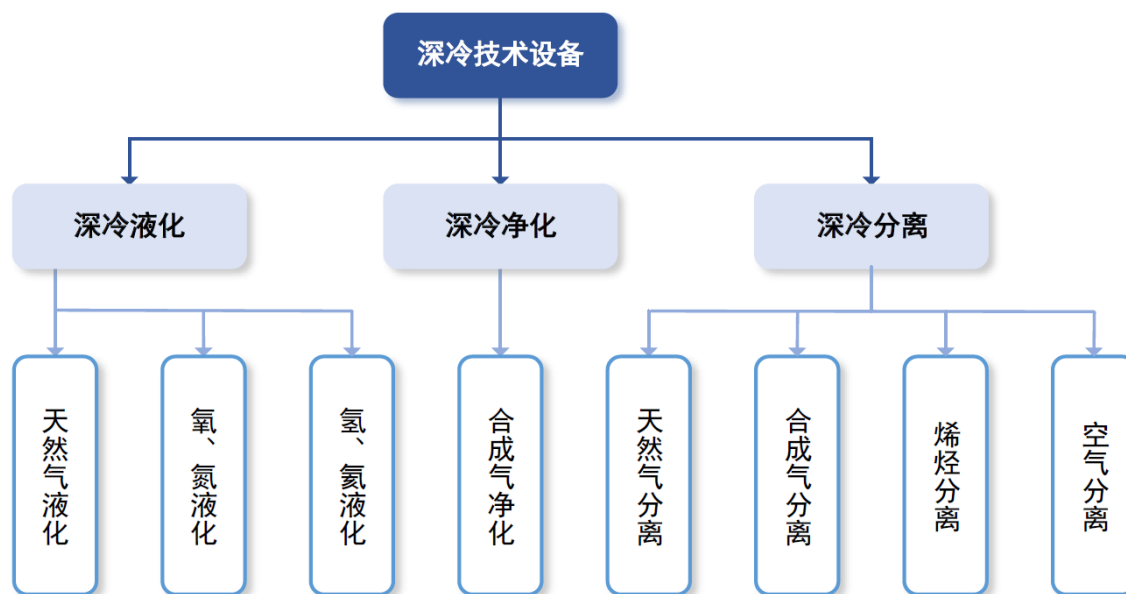 深冷技术设备
深冷液化
深冷净化
深冷分离
天然气液化
氧、氮液化
氢、氦液化
合成气净化
天然气分离
合成气分离
烯烃分离
空气分离